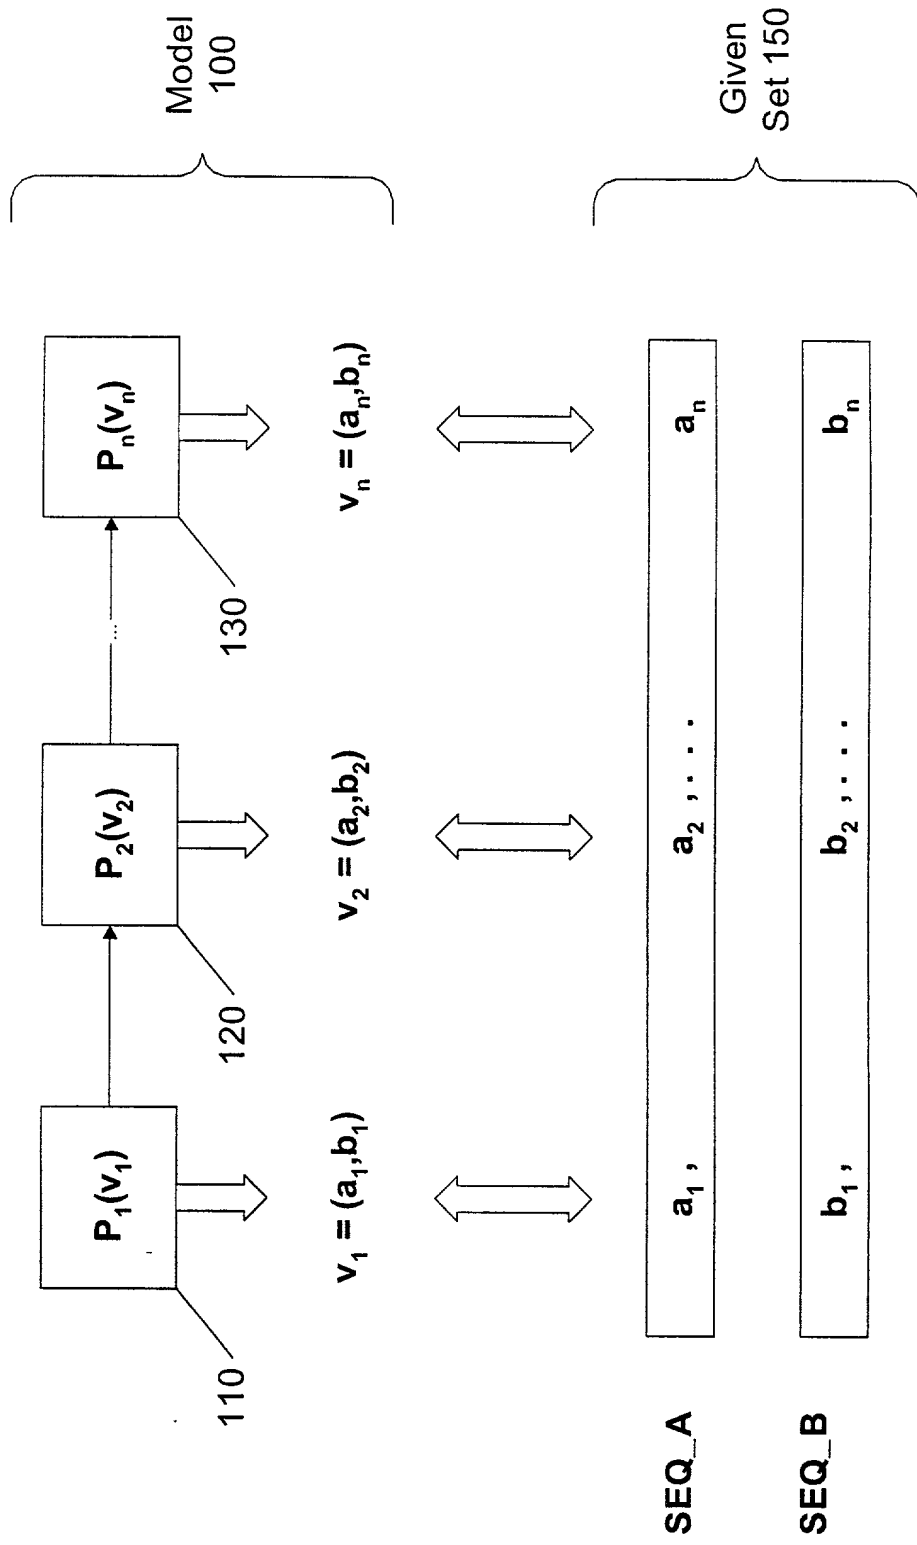 P₁(v₁)
P₂(v₂)
...
Pₙ(vₙ)
Model
100
110
120
130
v₁ = (a₁,b₁)
v₂ = (a₂,b₂)
vₙ = (aₙ,bₙ)
SEQ_A
a₁ ,
a₂ , . . .
aₙ
SEQ_B
b₁ ,
b₂ , . . .
bₙ
Given
Set 150